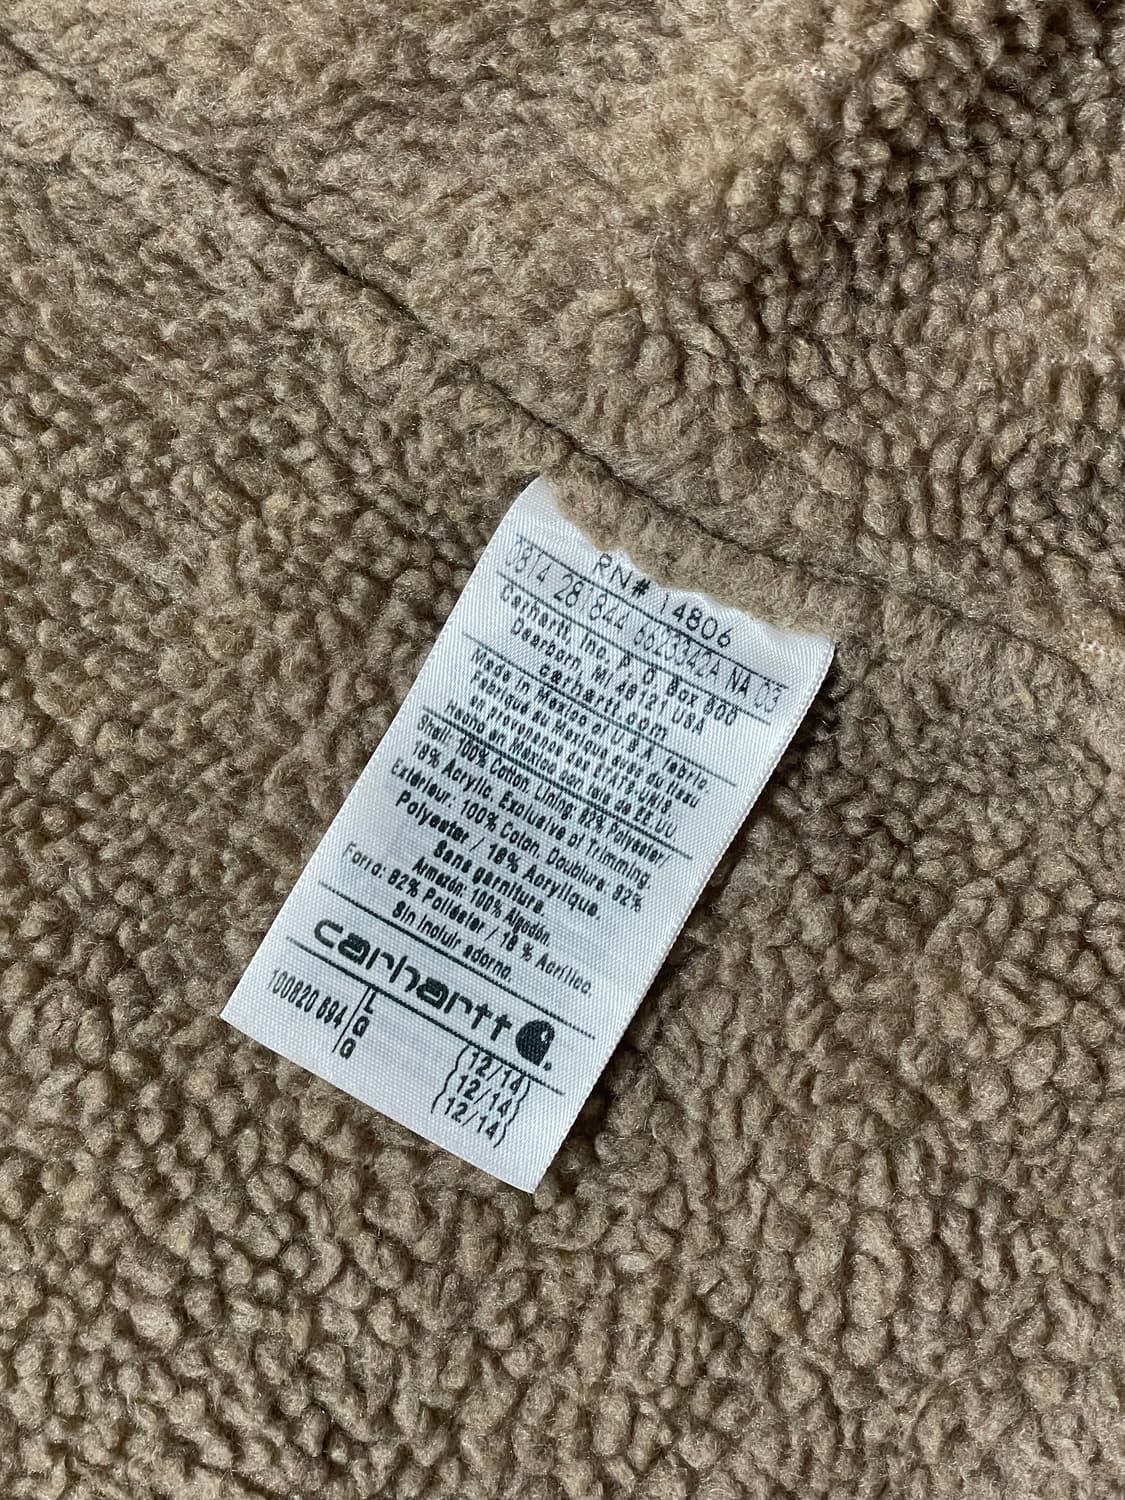 RN# 14806
0814 281844 6623340A NA 03
Carhartt, Inc, P. O. Box 600
Dearborn, MI 48121 USA
carhartt.com
Made in Mexico of U.S.A. fabric
Fabriqué au Mexique avec du tissu
en provenance des ETATS-UNIS
Hecho en Mexico con tela de EE.UU.
Shell: 100% Cotton. Lining: 82% Polyester/
18% Acrylic. Exclusive of Trimming.
Extérieur: 100% Coton. Doublure: 82%
Polyester / 18% Acrylique.
Sans garniture.
Armazón: 100% Algodón.
Forro: 82% Poliéster / 18 % Acrílico.
Sin incluir adorno.
carhartt
100820 694 L (12/14)
G (12/14)
G (12/14)